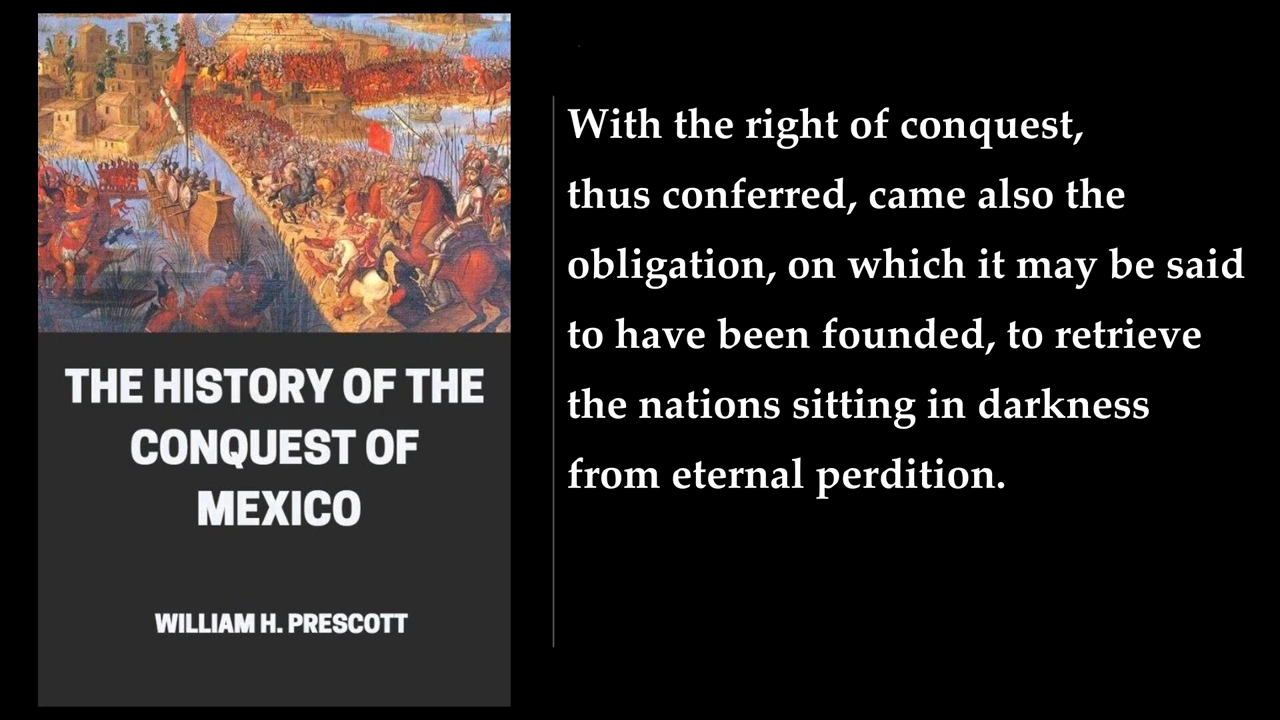 THE HISTORY OF THE
CONQUEST OF
MEXICO
WILLIAM H. PRESCOTT
With the right of conquest,
thus conferred, came also the
obligation, on which it may be said
to have been founded, to retrieve
the nations sitting in darkness
from eternal perdition.